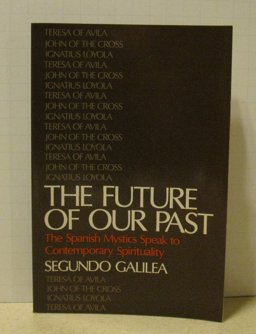 TERESA OF AVILA
JOHN OF THE CROSS
IGNATIUS LOYOLA
TERESA OF AVILA
JOHN OF THE CROSS
IGNATIUS LOYOLA
TERESA OF AVILA
JOHN OF THE CROSS
IGNATIUS LOYOLA
TERESA OF AVILA
JOHN OF THE CROSS
IGNATIUS LOYOLA
TERESA OF AVILA
JOHN OF THE CROSS
IGNATIUS LOYOLA
THE FUTURE
OF OUR PAST
The Spanish Mystics Speak to
Contemporary Spirituality
SEGUNDO GALILEA
TERESA OF AVILA
JOHN OF THE CROSS
IGNATIUS LOYOLA
TERESA OF AVILA